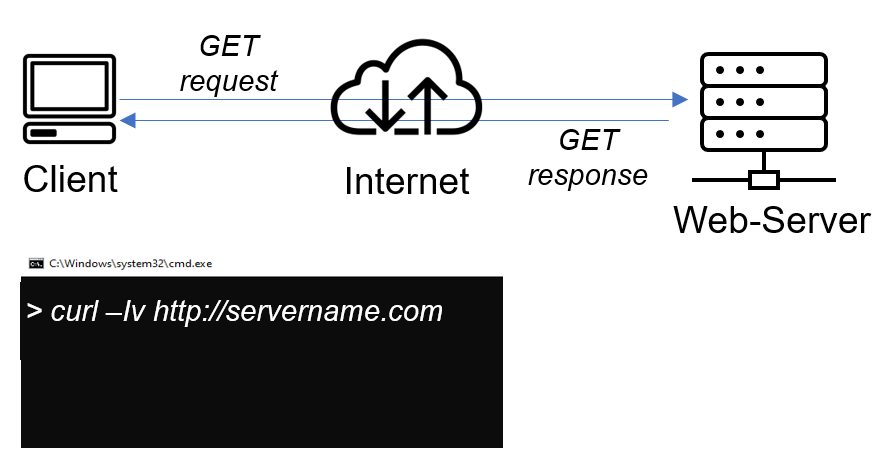 GET
request
GET
response
Client
Internet
Web-Server
C:\Windows\system32\cmd.exe
> curl –Iv http://servername.com